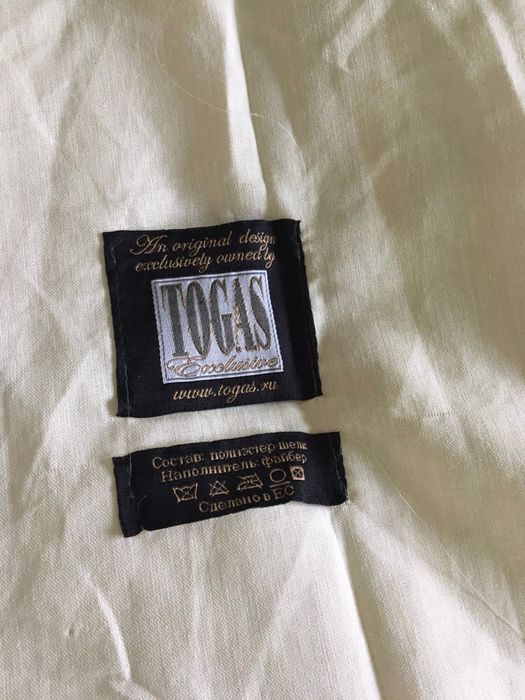 An original design
exclusively owned by
TOGAS
Exclusive
www.togas.ru
Состав: полиэстер-шелк
Наполнитель: файбер
Сделано в ЕС